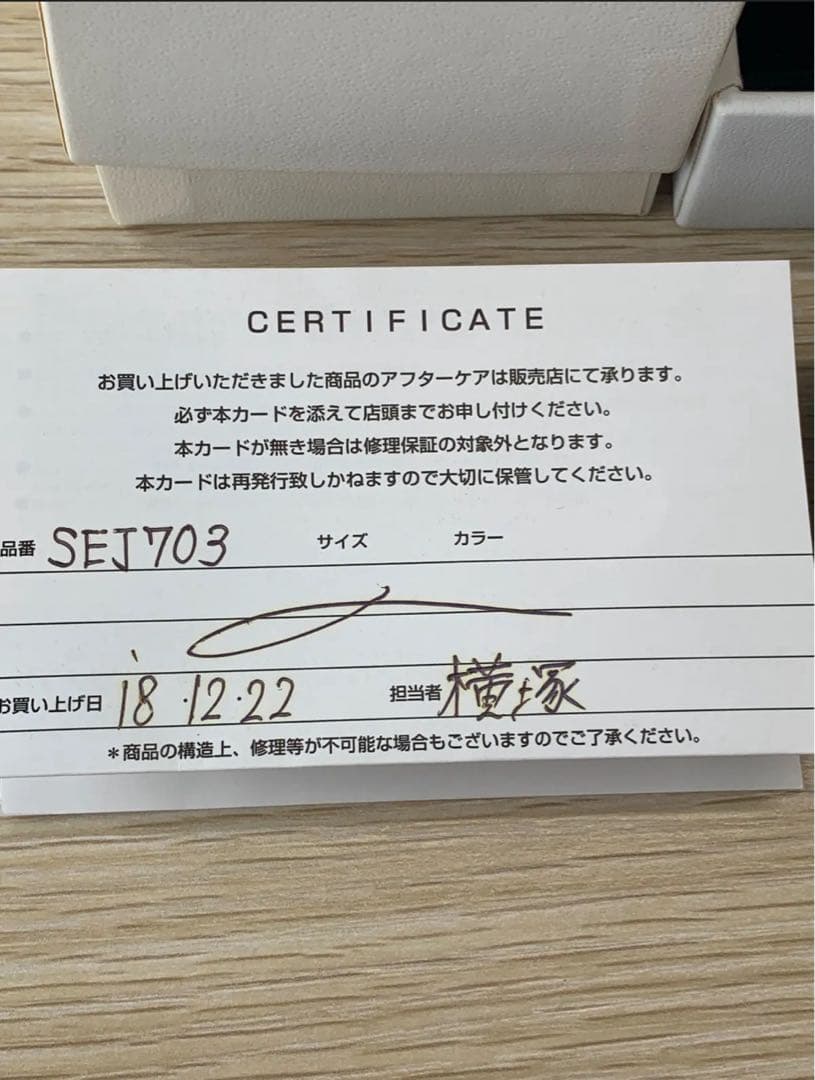 CERTIFICATE
お買い上げいただきました商品のアフターケアは販売店にて承ります。
必ず本カードを添えて店頭までお申し付けください。
本カードが無き場合は修理保証の対象外となります。
本カードは再発行致しかねますので大切に保管してください。
品番 SEJ703 サイズ カラー
お買い上げ日 '18.12.22 担当者 横塚
*商品の構造上、修理等が不可能な場合もございますのでご了承ください。